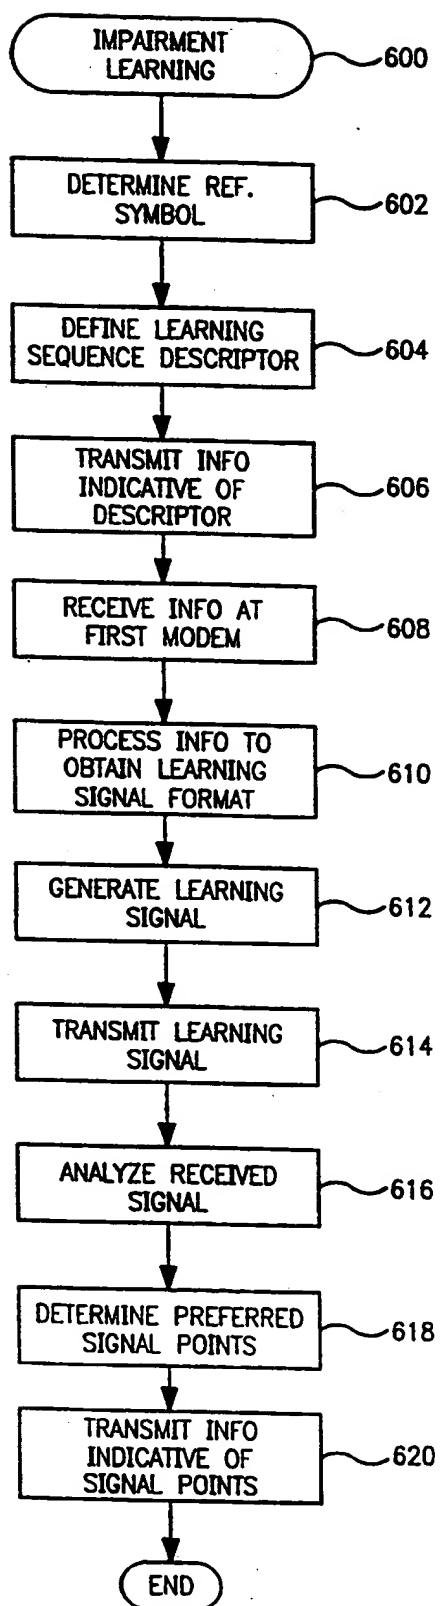 IMPAIRMENT
LEARNING
600
DETERMINE REF.
SYMBOL
602
DEFINE LEARNING
SEQUENCE DESCRIPTOR
604
TRANSMIT INFO
INDICATIVE OF
DESCRIPTOR
606
RECEIVE INFO AT
FIRST MODEM
608
PROCESS INFO TO
OBTAIN LEARNING
SIGNAL FORMAT
610
GENERATE LEARNING
SIGNAL
612
TRANSMIT LEARNING
SIGNAL
614
ANALYZE RECEIVED
SIGNAL
616
DETERMINE PREFERRED
SIGNAL POINTS
618
TRANSMIT INFO
INDICATIVE OF
SIGNAL POINTS
620
END